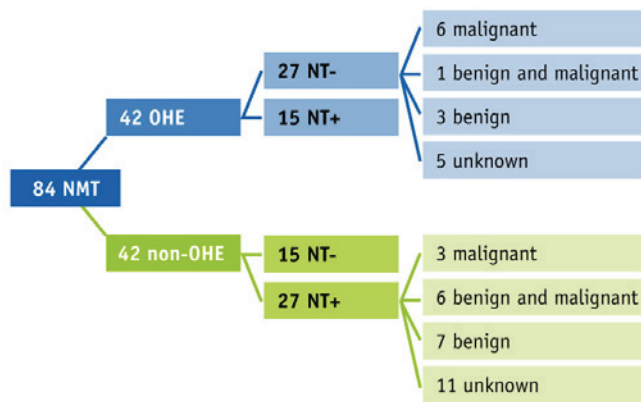 84 NMT
42 OHE
27 NT-
15 NT+
6 malignant
1 benign and malignant
3 benign
5 unknown
42 non-OHE
15 NT-
27 NT+
3 malignant
6 benign and malignant
7 benign
11 unknown